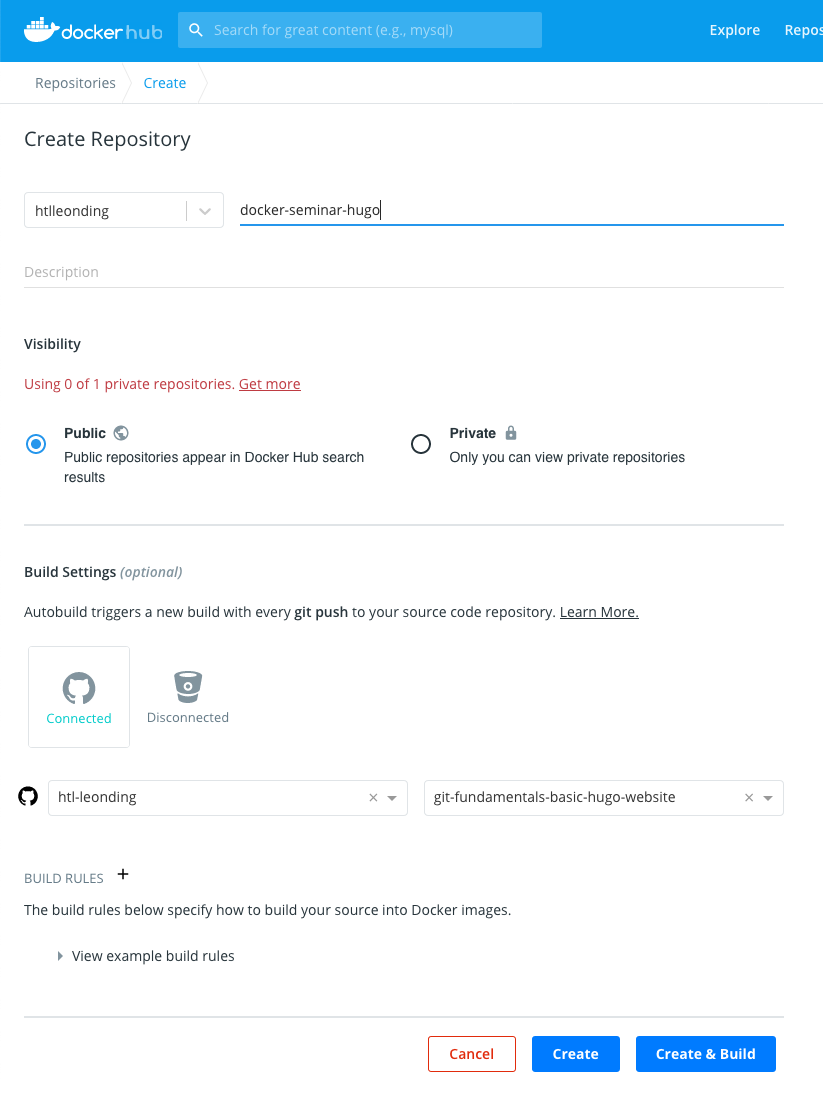 docker hub
Search for great content (e.g., mysql)
Explore
Repos
Repositories
Create
Create Repository
htlleonding
docker-seminar-hugo
Description
Visibility
Using 0 of 1 private repositories. Get more
Public
Public repositories appear in Docker Hub search
results
Private
Only you can view private repositories
Build Settings (optional)
Autobuild triggers a new build with every git push to your source code repository. Learn More.
Connected
Disconnected
htl-leonding
git-fundamentals-basic-hugo-website
BUILD RULES +
The build rules below specify how to build your source into Docker images.
View example build rules
Cancel
Create
Create & Build